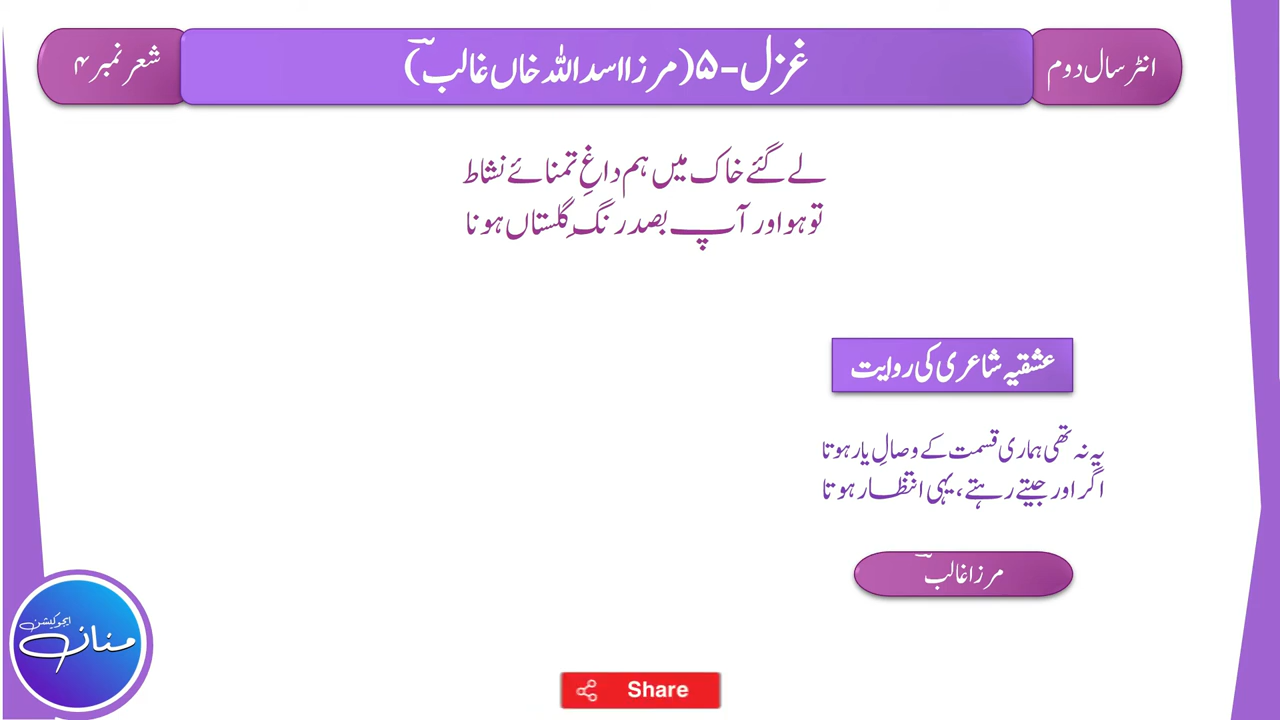 انٹر سال دوم
غزل-۵(مرزا اسد اللہ خاں غالبؔ)
شعر نمبر ۴
لے گئے خاک میں ہم داغِ تمنائے نشاط
تو ہو اور آپ بصد رنگِ گلستاں ہونا
عشقیہ شاعری کی روایت
یہ نہ تھی ہماری قسمت کے وصالِ یار ہوتا
اگر اور جیتے رہتے، یہی انتظار ہوتا
مرزا غالبؔ
منان ایجوکیشن
Share